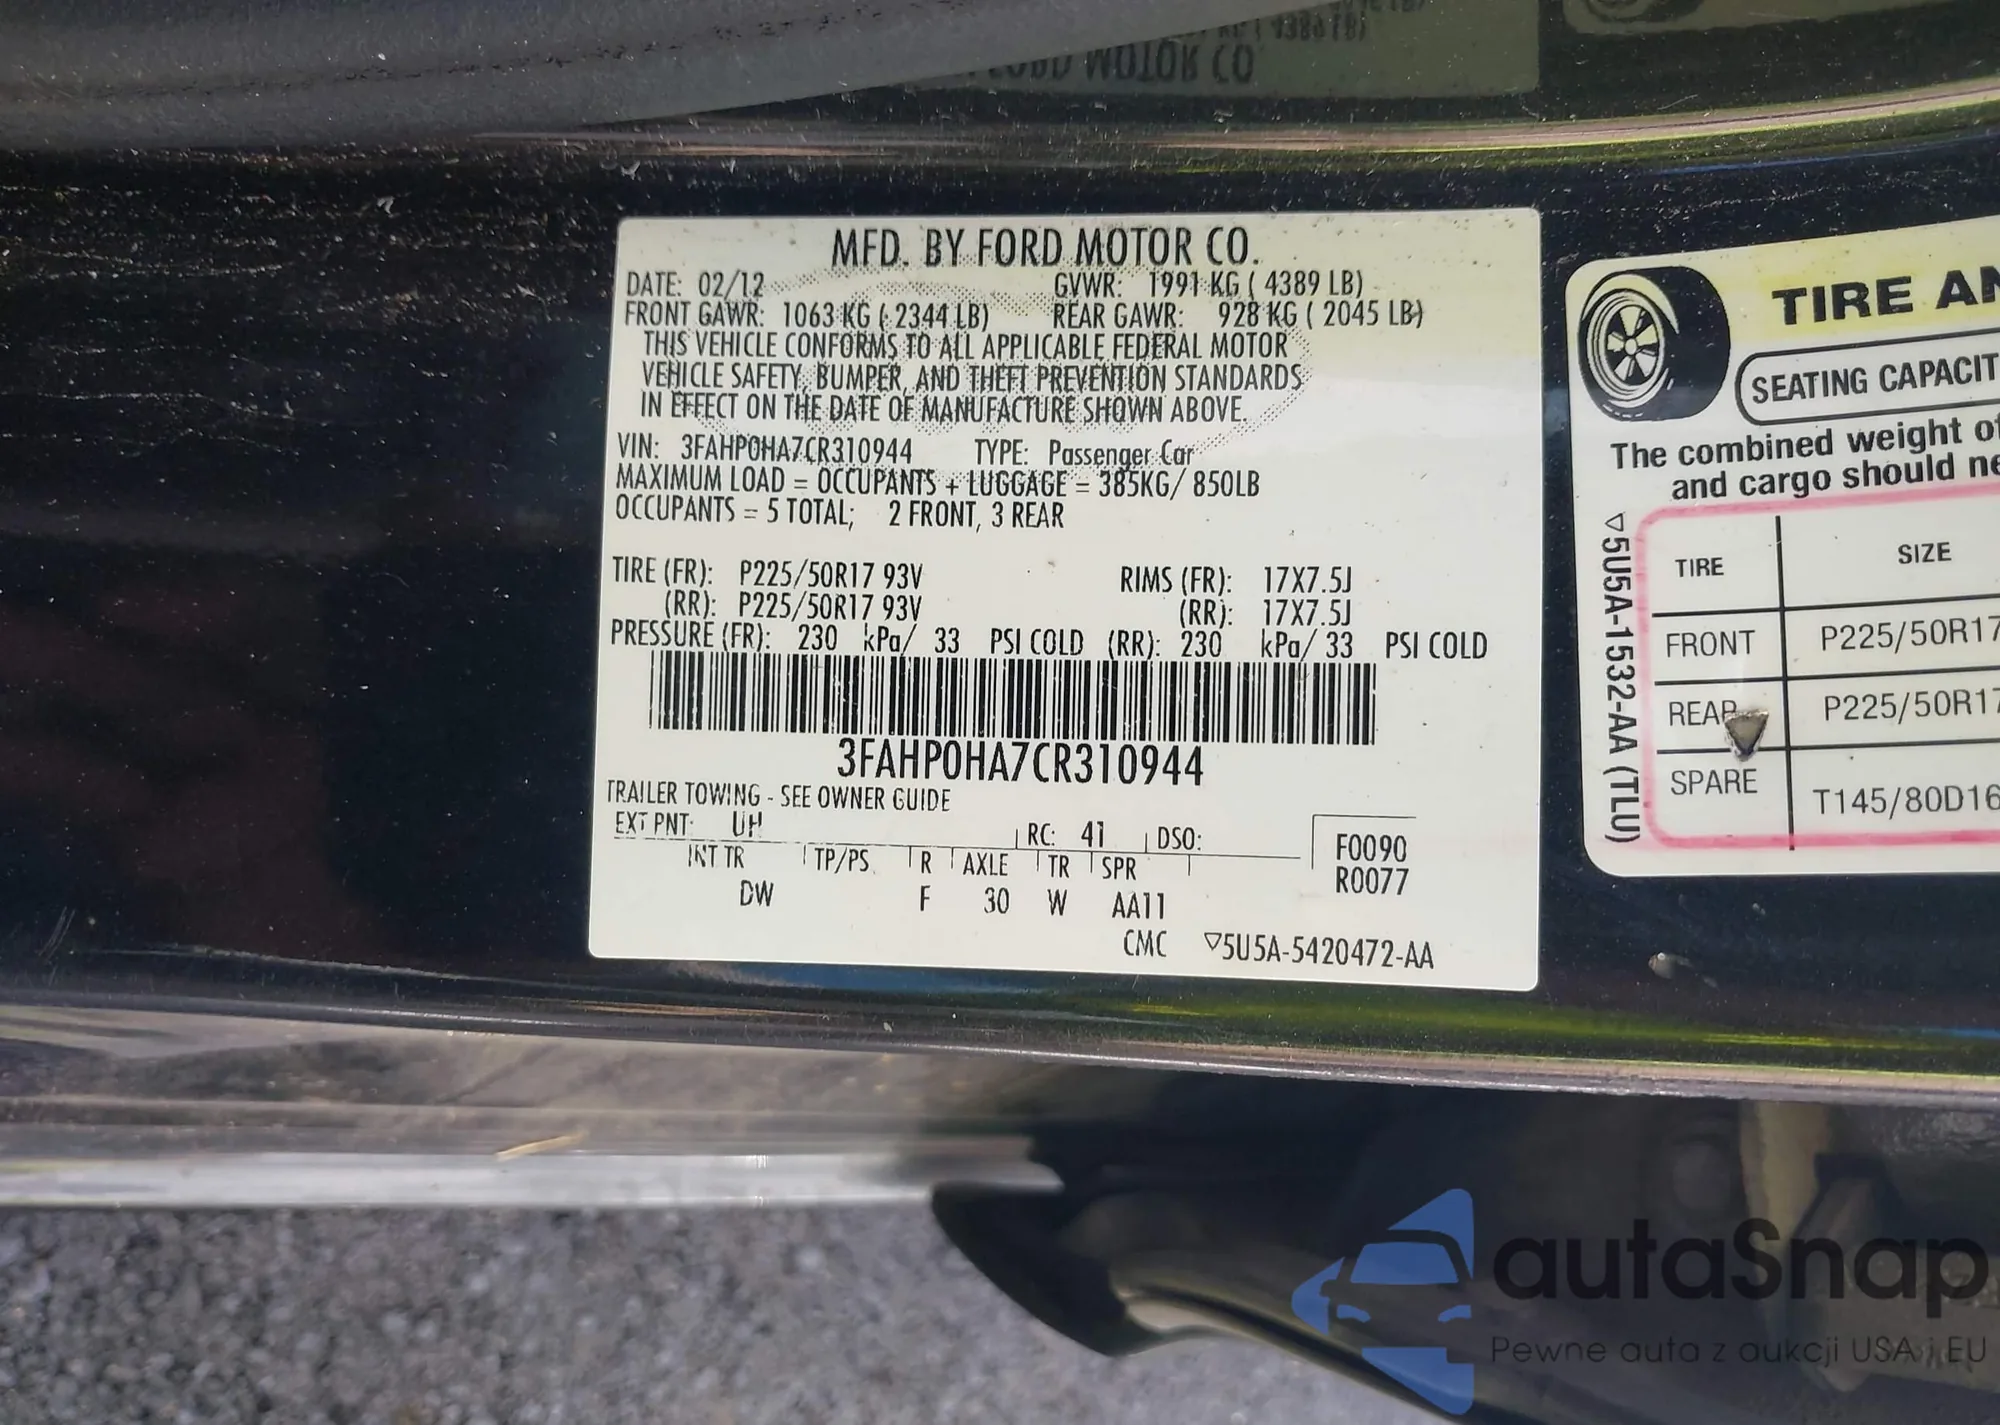 MFD. BY FORD MOTOR CO.
DATE: 02/12 GVWR: 1991 KG ( 4389 LB)
FRONT GAWR: 1063 KG ( 2344 LB) REAR GAWR: 928 KG ( 2045 LB)
THIS VEHICLE CONFORMS TO ALL APPLICABLE FEDERAL MOTOR
VEHICLE SAFETY, BUMPER, AND THEFT PREVENTION STANDARDS
IN EFFECT ON THE DATE OF MANUFACTURE SHOWN ABOVE.
VIN: 3FAHP0HA7CR310944 TYPE: Passenger Car
MAXIMUM LOAD = OCCUPANTS + LUGGAGE = 385KG/ 850LB
OCCUPANTS = 5 TOTAL; 2 FRONT, 3 REAR
TIRE (FR): P225/50R17 93V RIMS (FR): 17X7.5J
(RR): P225/50R17 93V (RR): 17X7.5J
PRESSURE (FR): 230 kPa/ 33 PSI COLD (RR): 230 kPa/ 33 PSI COLD
3FAHP0HA7CR310944
TRAILER TOWING - SEE OWNER GUIDE
EXT PNT: UH RC: 41 DSO:
F0090
R0077
INT TR TP/PS R AXLE TR SPR
DW F 30 W AA11
CMC ▽5U5A-5420472-AA
TIRE AN
SEATING CAPACIT
The combined weight of
and cargo should ne
▽5U5A-1532-AA (TLU)
TIRE SIZE
FRONT P225/50R17
REAR P225/50R17
SPARE T145/80D16
autaSnap
Pewne auta z aukcji USA i EU